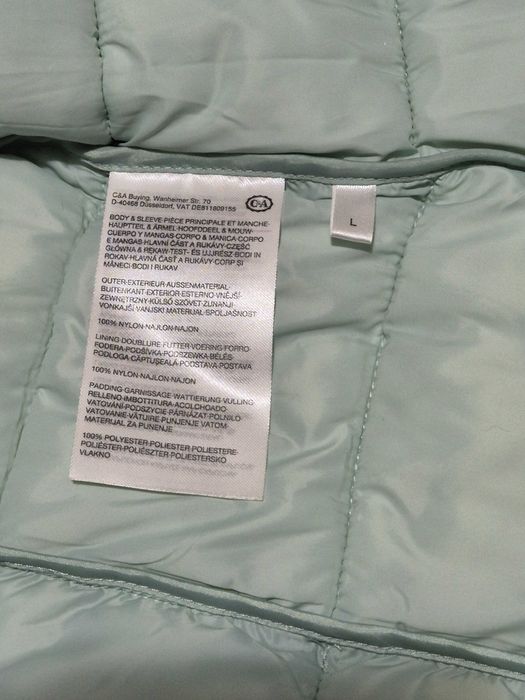 C&A Buying, Wanheimer Str. 70
D-40468 Düsseldorf, VAT DE811809155
C&A
L
BODY & SLEEVE-PIÈCE PRINCIPALE ET MANCHE-
HAUPTTEIL & ÄRMEL-HOOFDDEEL & MOUW-
CUERPO Y MANGAS-CORPO & MANICA-CORPO
E MANGAS-HLAVNÍ ČÁST A RUKÁVY-CZĘŚĆ
GŁÓWNA & RĘKAW-TEST- ÉS UJJRÉSZ-BODI IN
ROKAV-HLAVNÁ ČASŤ A RUKÁVY-CORP ŞI
MÂNECI-BODI I RUKAV
OUTER-EXTERIEUR-AUSSENMATERIAL-
BUITENKANT-EXTERIOR-ESTERNO-VNĚJŠÍ-
ZEWNĘTRZNY-KÜLSŐ SZÖVET-ZUNANJI-
VONKAJŠÍ VANJSKI MATERIJAL-SPOLJAŠNOST
100% NYLON-NAJLON-NAJON
LINING-DOUBLURE-FUTTER-VOERING-FORRO-
FODERA-PODŠÍVKA-PODSZEWKA-BÉLÉS-
PODLOGA CĂPTUŞEALĂ-PODSTAVA-POSTAVA
100% NYLON-NAJLON-NAJON
PADDING-GARNISSAGE-WATTIERUNG-VULLING
RELLENO-IMBOTTITURA-ACOLCHOADO
VATOVÁNÍ-PODSZYCIE-PÁRNÁZAT-POLNILO
VATOVANIE-VĂTUIRE PUNJENJE VATOM-
MATERIJAL ZA PUNJENJE
100% POLYESTER-POLIESTER-POLIESTERE-
POLIÉSTER-POLIÉSZTER-POLIESTERSKO
VLAKNO